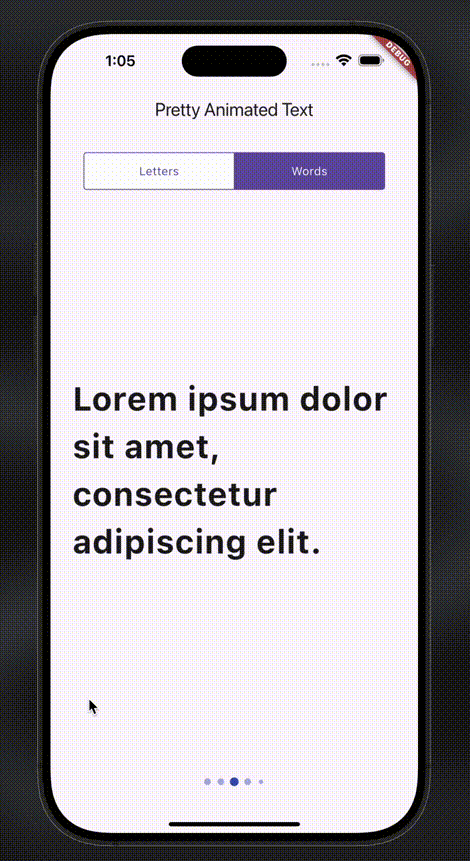 1:05
DEBUG
Pretty Animated Text
Letters
Words
Lorem ipsum dolor
sit amet,
consectetur
adipiscing elit.